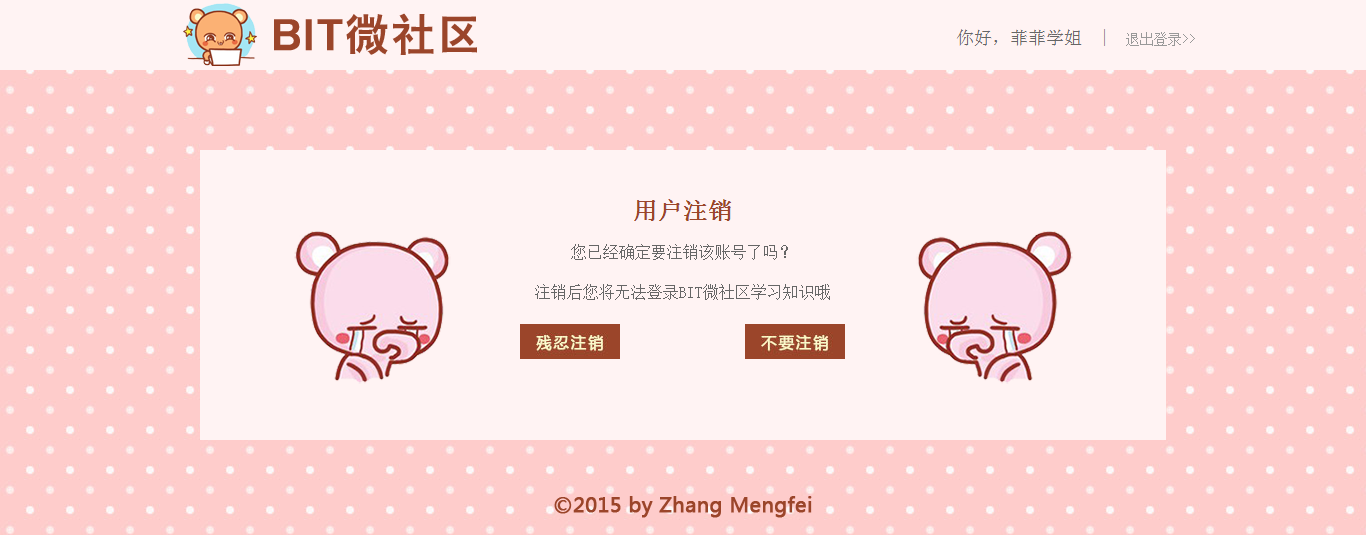 BIT微社区
你好，菲菲学姐 | 退出登录>>
用户注销
您已经确定要注销该账号了吗？
注销后您将无法登录BIT微社区学习知识哦
残忍注销 不要注销
©2015 by Zhang Mengfei